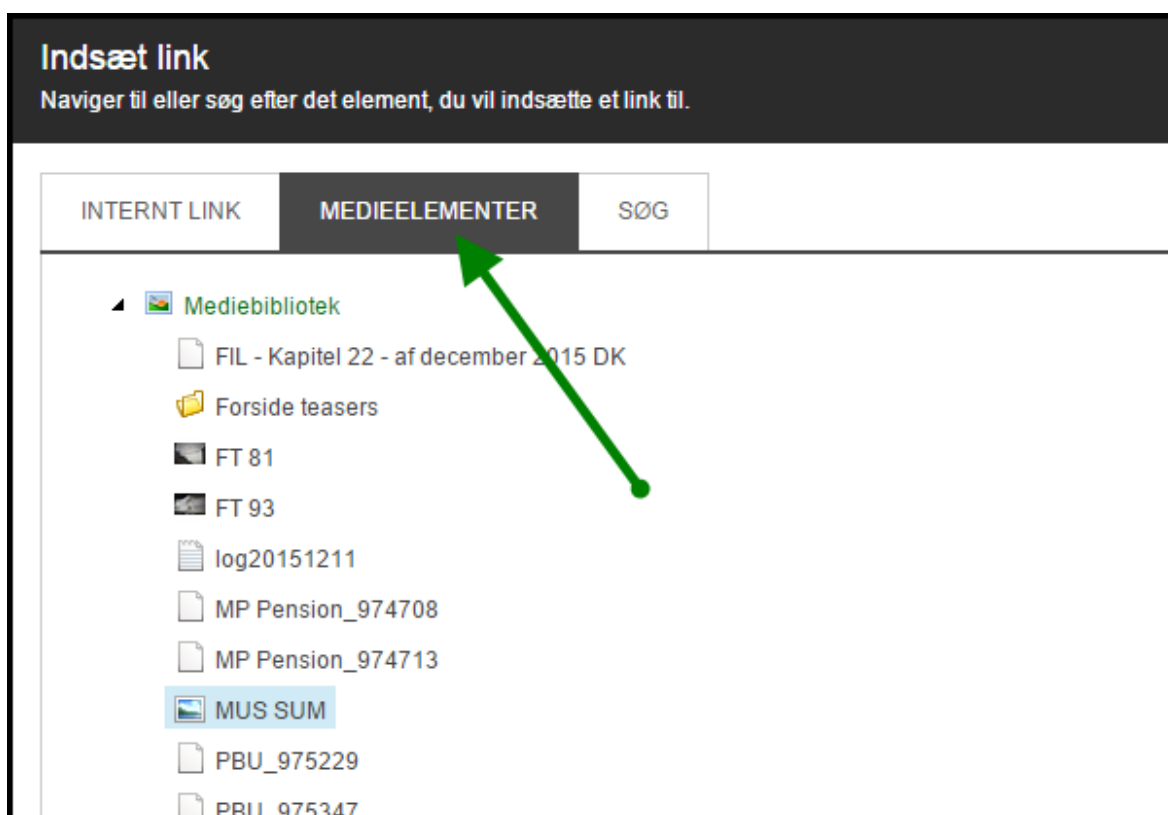 Indsæt link
Naviger til eller søg efter det element, du vil indsætte et link til.
INTERNT LINK MEDIEELEMENTER SØG
Mediebibliotek
FIL - Kapitel 22 - af december 2015 DK
Forside teasers
FT 81
FT 93
log20151211
MP Pension_974708
MP Pension_974713
MUS SUM
PBU_975229
PBU_975347